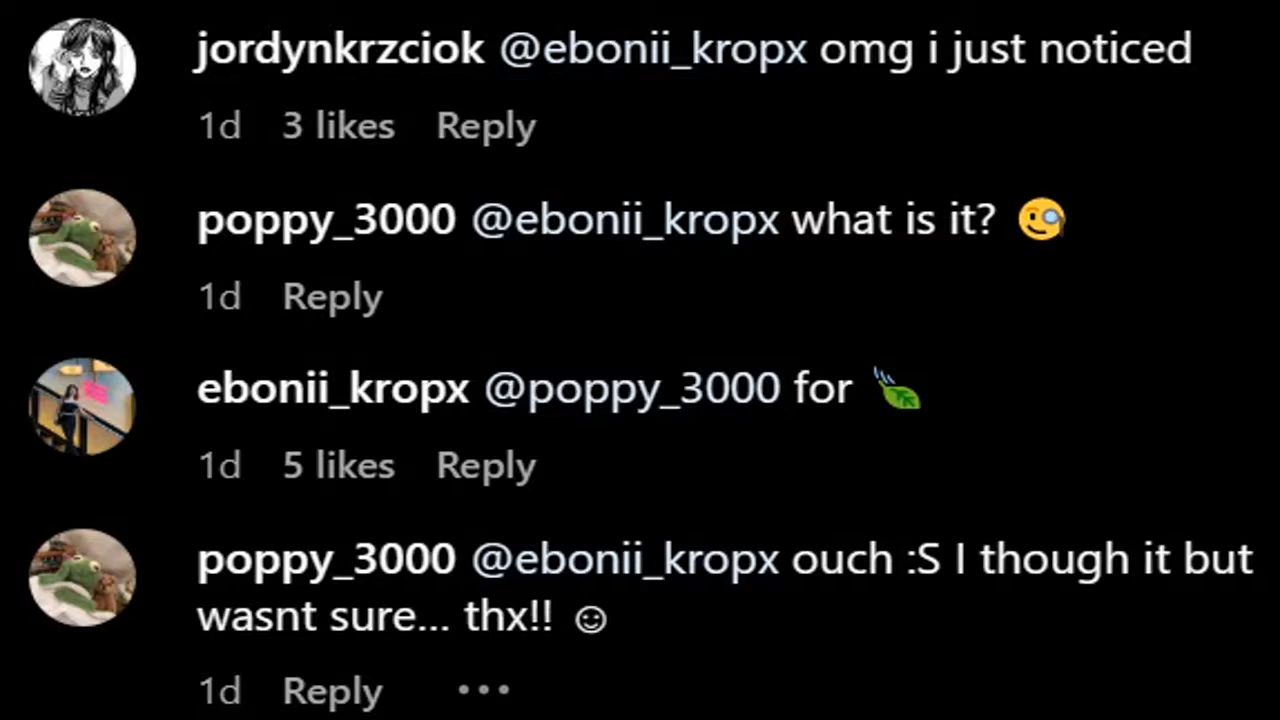 jordynkrzciok @ebonii_kropx omg i just noticed
1d 3 likes Reply
poppy_3000 @ebonii_kropx what is it? 🧐
1d Reply
ebonii_kropx @poppy_3000 for 🍃
1d 5 likes Reply
poppy_3000 @ebonii_kropx ouch :S I though it but
wasnt sure... thx!! ☺
1d Reply •••